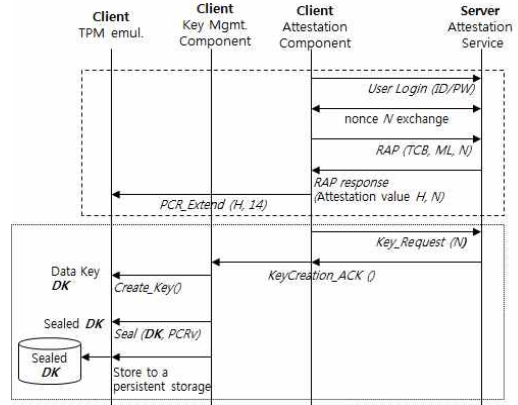 Client
TPM emul.
Client
Key Mgmt.
Component
Client
Attestation
Component
Server
Attestation
Service
User Login (ID/PW)
nonce N exchange
RAP (TCB, ML, N)
RAP response
(Attestation value H, N)
PCR_Extend (H, 14)
Key_Request (N)
KeyCreation_ACK ()
Data Key
DK
Create_Key()
Sealed DK
Seal (DK, PCRv)
Sealed
DK
Store to a
persistent storage